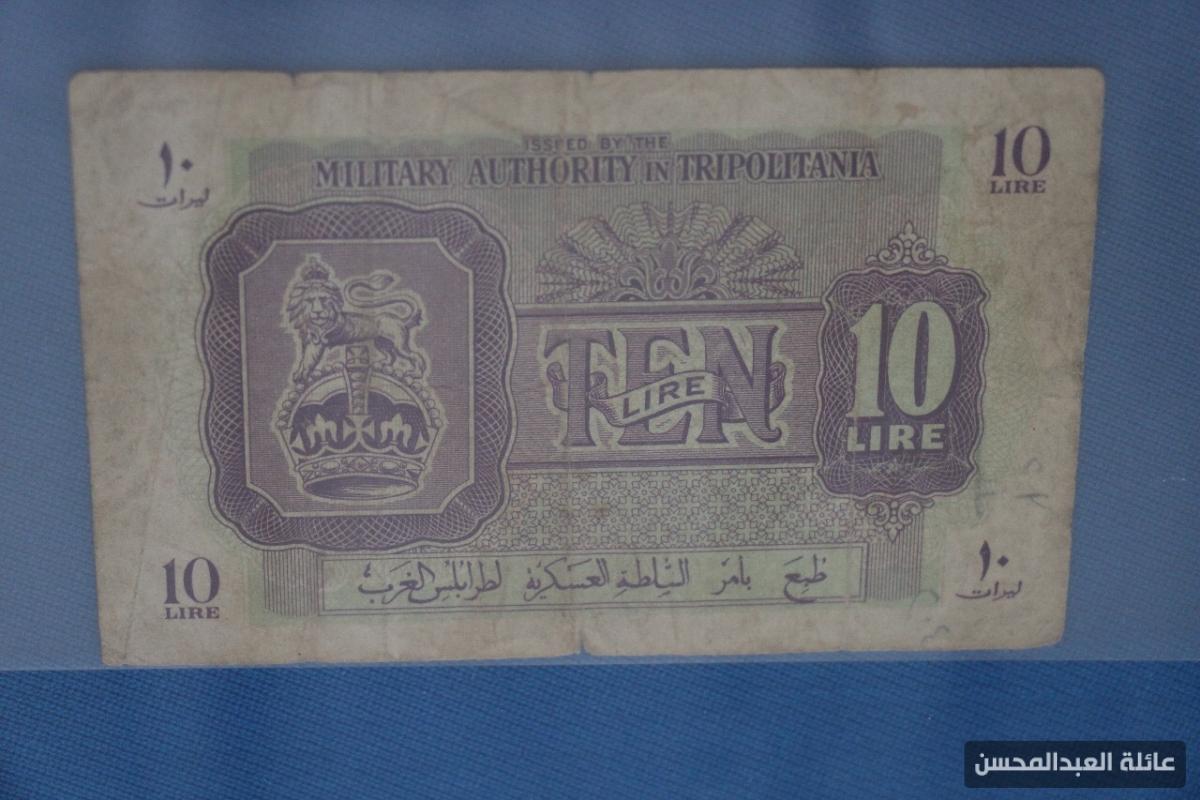 ISSUED BY THE
MILITARY AUTHORITY IN TRIPOLITANIA
١٠
ليرات
10
LIRE
TEN
LIRE
10
LIRE
طبع بأمر السلطة العسكرية لطرابلس الغرب
10
LIRE
١٠
ليرات
عائلة العبدالمحسن